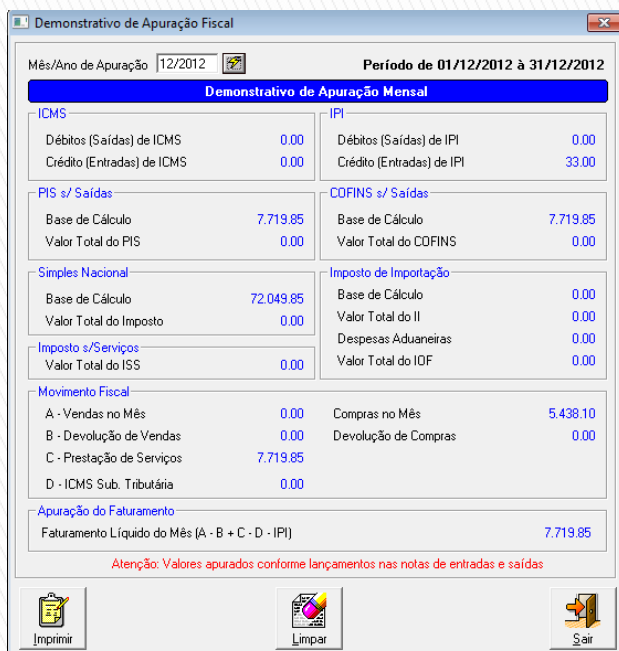 Demonstrativo de Apuração Fiscal
Mês/Ano de Apuração 12/2012 Período de 01/12/2012 à 31/12/2012
Demonstrativo de Apuração Mensal
ICMS
Débitos (Saídas) de ICMS 0.00
Crédito (Entradas) de ICMS 0.00
IPI
Débitos (Saídas) de IPI 0.00
Crédito (Entradas) de IPI 33.00
PIS s/ Saídas
Base de Cálculo 7.719.85
Valor Total do PIS 0.00
COFINS s/ Saídas
Base de Cálculo 7.719.85
Valor Total do COFINS 0.00
Simples Nacional
Base de Cálculo 72.049.85
Valor Total do Imposto 0.00
Imposto s/Serviços
Valor Total do ISS 0.00
Imposto de Importação
Base de Cálculo 0.00
Valor Total do II 0.00
Despesas Aduaneiras 0.00
Valor Total do IOF 0.00
Movimento Fiscal
A - Vendas no Mês 0.00 Compras no Mês 5.438.10
B - Devolução de Vendas 0.00 Devolução de Compras 0.00
C - Prestação de Serviços 7.719.85
D - ICMS Sub. Tributária 0.00
Apuração do Faturamento
Faturamento Líquido do Mês (A - B + C - D - IPI) 7.719.85
Atenção: Valores apurados conforme lançamentos nas notas de entradas e saídas
Imprimir Limpar Sair